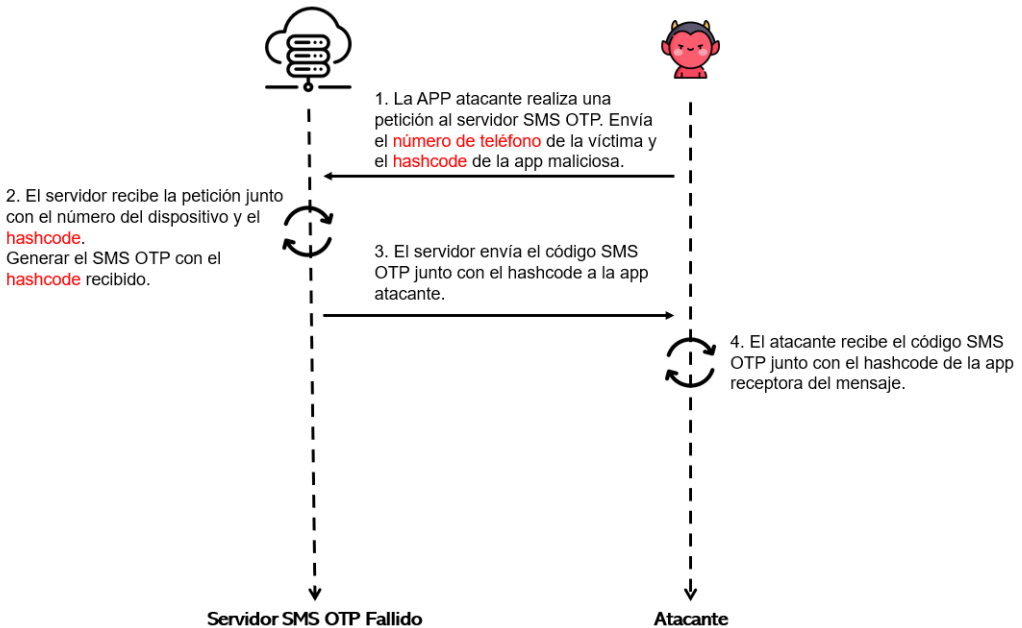 1. La APP atacante realiza una
petición al servidor SMS OTP. Envía
el número de teléfono de la víctima y
el hashcode de la app maliciosa.
2. El servidor recibe la petición junto
con el número del dispositivo y el
hashcode.
Generar el SMS OTP con el
hashcode recibido.
3. El servidor envía el código SMS
OTP junto con el hashcode a la app
atacante.
4. El atacante recibe el código SMS
OTP junto con el hashcode de la app
receptora del mensaje.
Servidor SMS OTP Fallido
Atacante